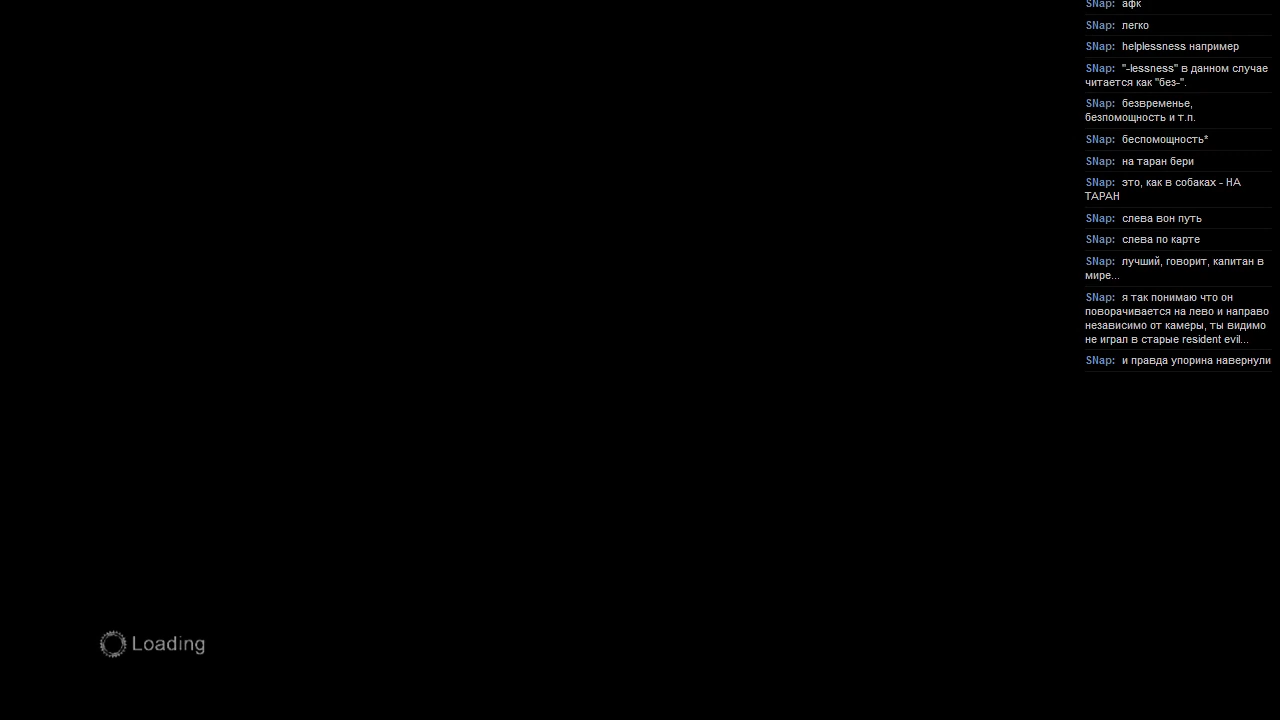 SNap: афк
SNap: легко
SNap: helplessness например
SNap: "-lessness" в данном случае
читается как "без-".
SNap: безвременье,
безпомощность и т.п.
SNap: беспомощность*
SNap: на таран бери
SNap: это, как в собаках - НА
ТАРАН
SNap: слева вон путь
SNap: слева по карте
SNap: лучший, говорит, капитан в
мире...
SNap: я так понимаю что он
поворачивается на лево и направо
независимо от камеры, ты видимо
не играл в старые resident evil...
SNap: и правда упорина навернули
Loading